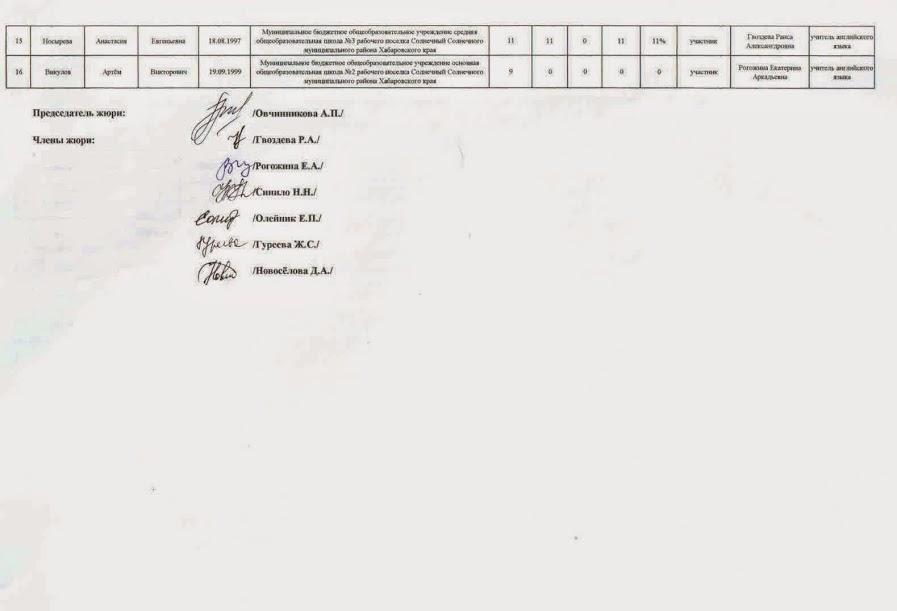 15 Носырева Анастасия Евгеньевна 18.08.1997 Муниципальное бюджетное общеобразовательное учреждение средняя общеобразовательная школа №3 рабочего поселка Солнечный Солнечного муниципального района Хабаровского края 11 11 0 11 11% участник Гвоздева Раиса Александровна учитель английского языка
16 Викулов Артём Викторович 19.09.1999 Муниципальное бюджетное общеобразовательное учреждение основная общеобразовательная школа №2 рабочего поселка Солнечный Солнечного муниципального района Хабаровского края 9 0 0 0 0 участник Рогожина Екатерина Аркадьевна учитель английского языка
Председатель жюри: /Овчинникова А.П./
Члены жюри: /Гвоздева Р.А./
/Рогожина Е.А./
/Синило Н.Н./
/Олейник Е.П./
/Гуреева Ж.С./
/Новосёлова Д.А./